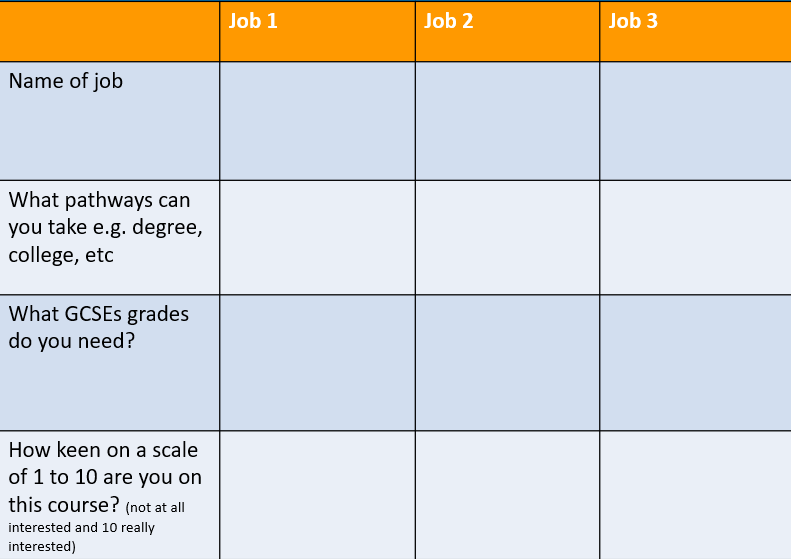 Job 1 Job 2 Job 3
Name of job
What pathways can
you take e.g. degree,
college, etc
What GCSEs grades
do you need?
How keen on a scale
of 1 to 10 are you on
this course? (not at all
interested and 10 really
interested)